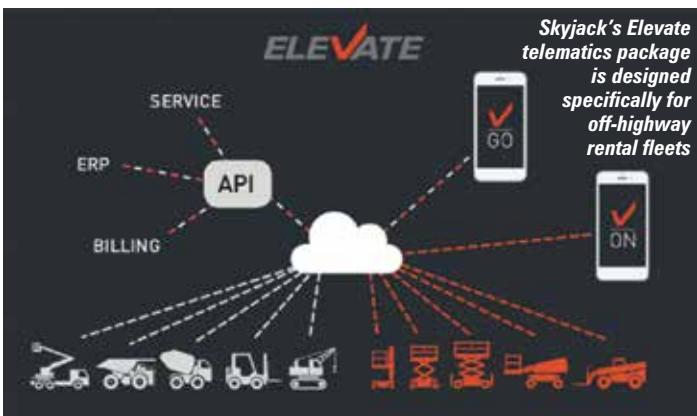 ELEVATE
Skyjack's Elevate
telematics package
is designed
specifically for
off-highway
rental fleets
SERVICE
ERP
API
BILLING
GO
ON